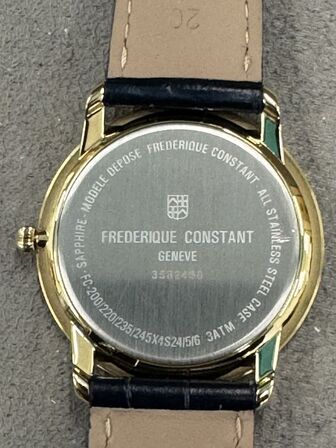 20
MODELE DEPOSE FREDERIQUE CONSTANT ALL STAINLESS STEEL CASE
FREDERIQUE CONSTANT
GENEVE
SAPPHIRE - FC-200/220/235/245X4S24/5/6 3ATM